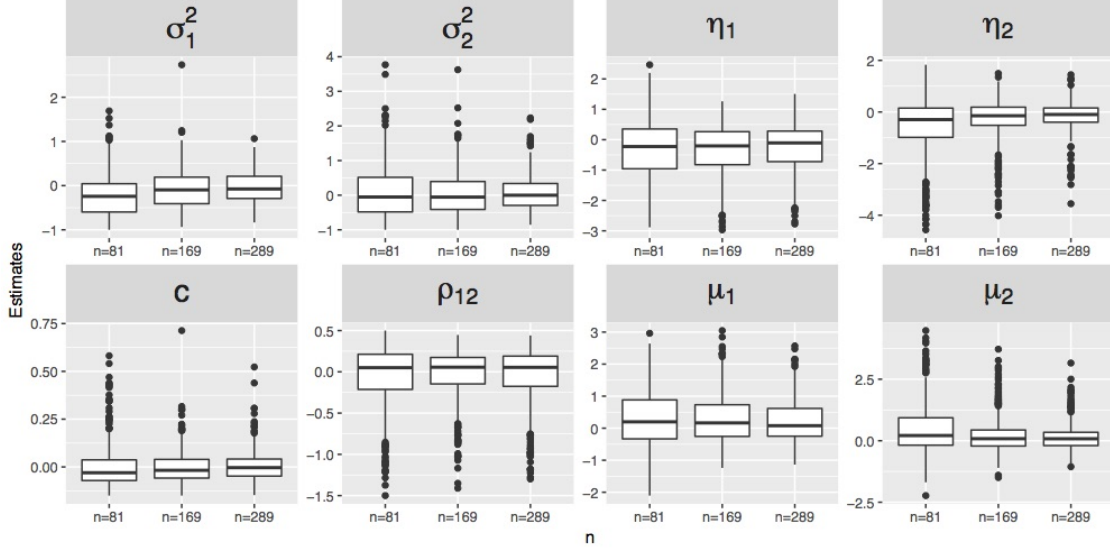 σ₁² σ₂² η₁ η₂
2 4 2 2
1 3 1 0
0 2 0 -2
-1 1 -1 -4
0 -2
-1 -3
n=81 n=169 n=289 n=81 n=169 n=289 n=81 n=169 n=289 n=81 n=169 n=289
Estimates
c ρ₁₂ μ₁ μ₂
0.75 0.5 3 2.5
0.50 0.0 2 0.0
0.25 -0.5 1 -2.5
0.00 -1.0 0
-1.5 -1
-2
n=81 n=169 n=289 n=81 n=169 n=289 n=81 n=169 n=289 n=81 n=169 n=289
n